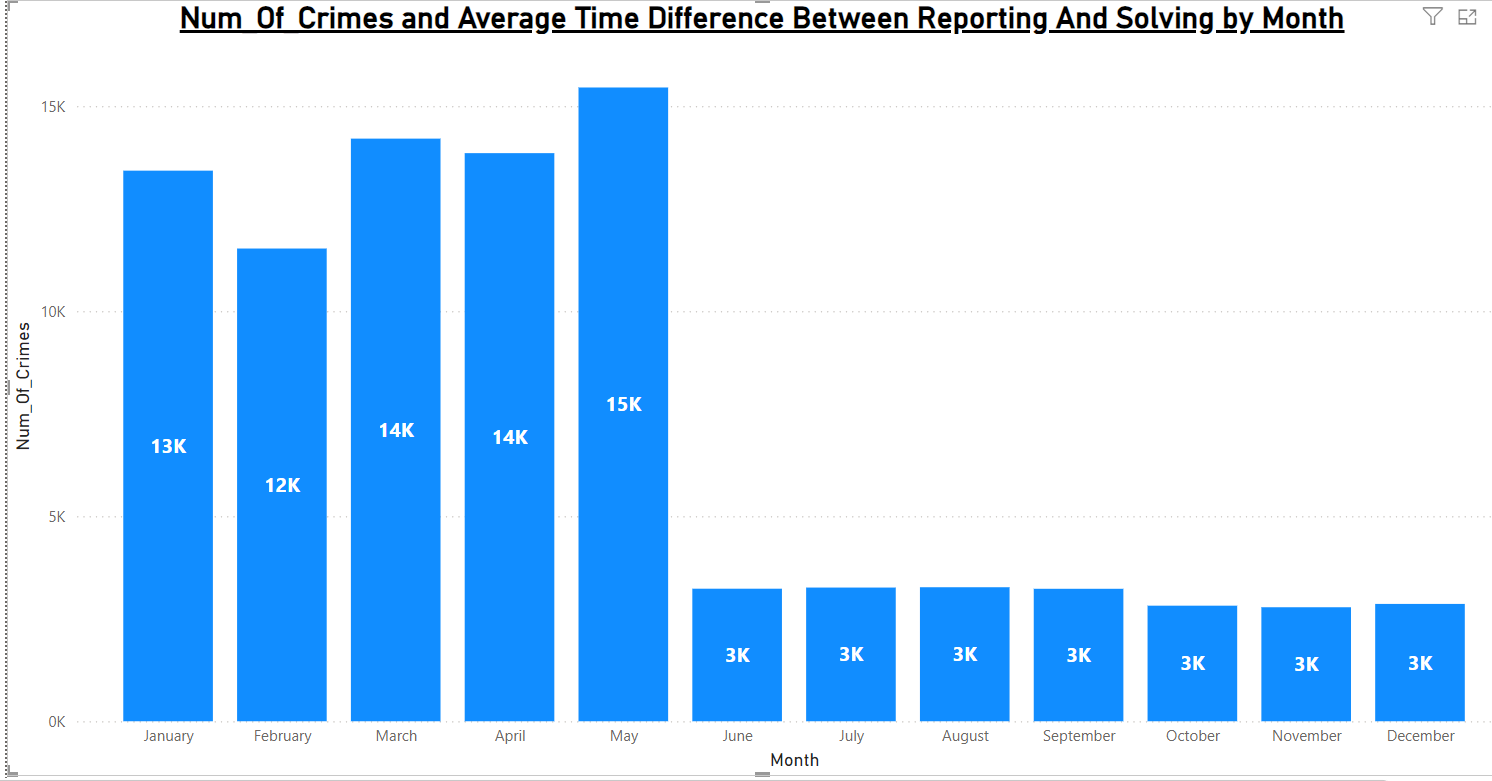 Num_Of_Crimes and Average Time Difference Between Reporting And Solving by Month
15K
10K
5K
0K
Num_Of_Crimes
13K
12K
14K
14K
15K
3K
3K
3K
3K
3K
3K
3K
January
February
March
April
May
June
July
August
September
October
November
December
Month